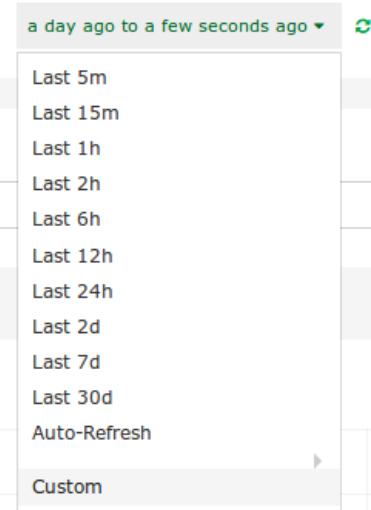 a day ago to a few seconds ago
Last 5m
Last 15m
Last 1h
Last 2h
Last 6h
Last 12h
Last 24h
Last 2d
Last 7d
Last 30d
Auto-Refresh
Custom